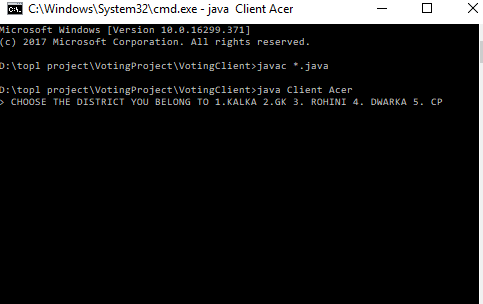 C:\Windows\System32\cmd.exe - java  Client Acer
Microsoft Windows [Version 10.0.16299.371]
(c) 2017 Microsoft Corporation. All rights reserved.
D:\topl project\VotingProject\VotingClient>javac *.java
D:\topl project\VotingProject\VotingClient>java Client Acer
> CHOOSE THE DISTRICT YOU BELONG TO 1.KALKA 2.GK 3. ROHINI 4. DWARKA 5. CP